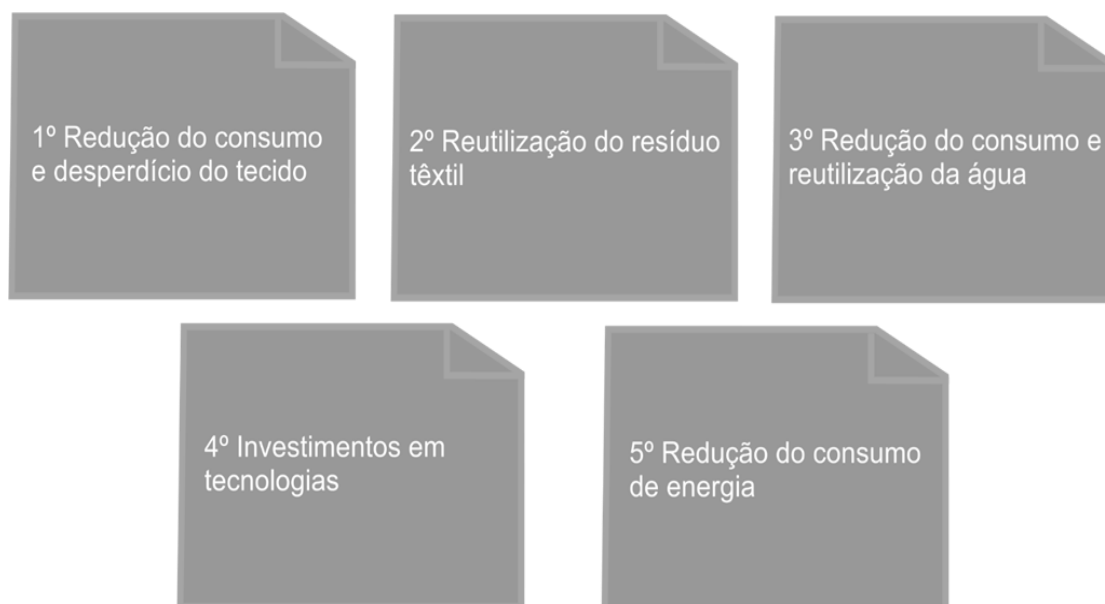 1º Redução do consumo
e desperdício do tecido
2º Reutilização do resíduo
têxtil
3º Redução do consumo e
reutilização da água
4º Investimentos em
tecnologias
5º Redução do consumo
de energia